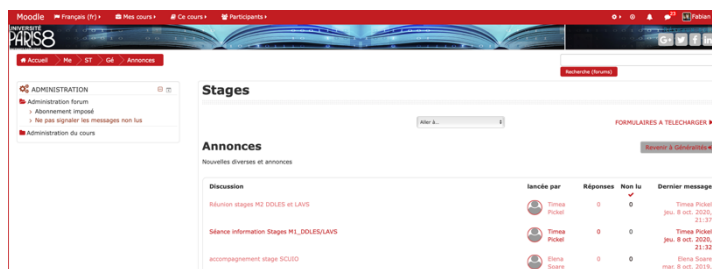 Moodle Français (fr) Mes cours Ce cours Participants 23 Fabian
UNIVERSITÉ
PARIS8
G+ f in
Accueil Me ST Gé Annonces
Recherche (forums)
ADMINISTRATION
Administration forum
Abonnement imposé
Ne pas signaler les messages non lus
Administration du cours
Stages
Aller à...
FORMULAIRES A TELECHARGER
Annonces
Revenir à Généralités
Nouvelles diverses et annonces
Discussion lancée par Réponses Non lu Dernier message
Réunion stages M2 DDLES et LAVS Timea Pickel 0 0 Timea Pickel
jeu. 8 oct. 2020,
21:37
Séance information Stages M1_DDLES/LAVS Timea Pickel 0 0 Timea Pickel
jeu. 8 oct. 2020,
21:32
accompagnement stage SCUIO Elena Soare 0 0 Elena Soare
mar. 8 oct. 2019,